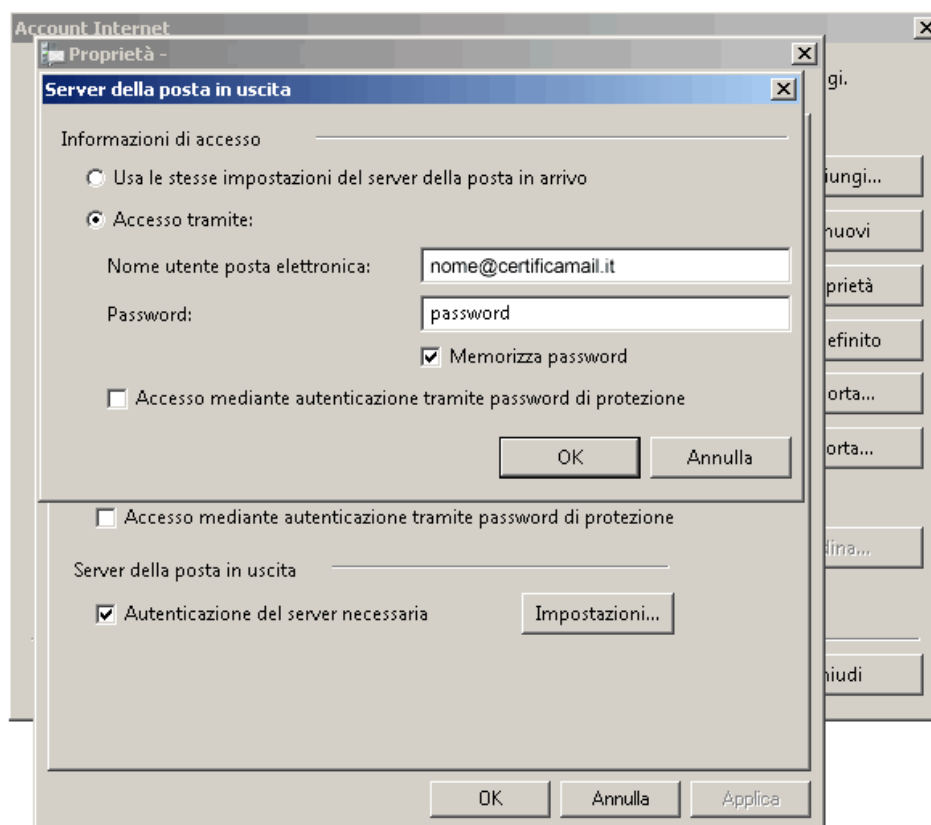 Account Internet
Proprietà -
Server della posta in uscita
gi.
Informazioni di accesso
Usa le stesse impostazioni del server della posta in arrivo
iungi...
Accesso tramite:
nuovi
Nome utente posta elettronica: nome@certificamail.it
prietà
Password: password
efinito
Memorizza password
Accesso mediante autenticazione tramite password di protezione
orta...
OK Annulla
orta...
Accesso mediante autenticazione tramite password di protezione
dina...
Server della posta in uscita
Autenticazione del server necessaria Impostazioni...
hiudi
OK Annulla Applica